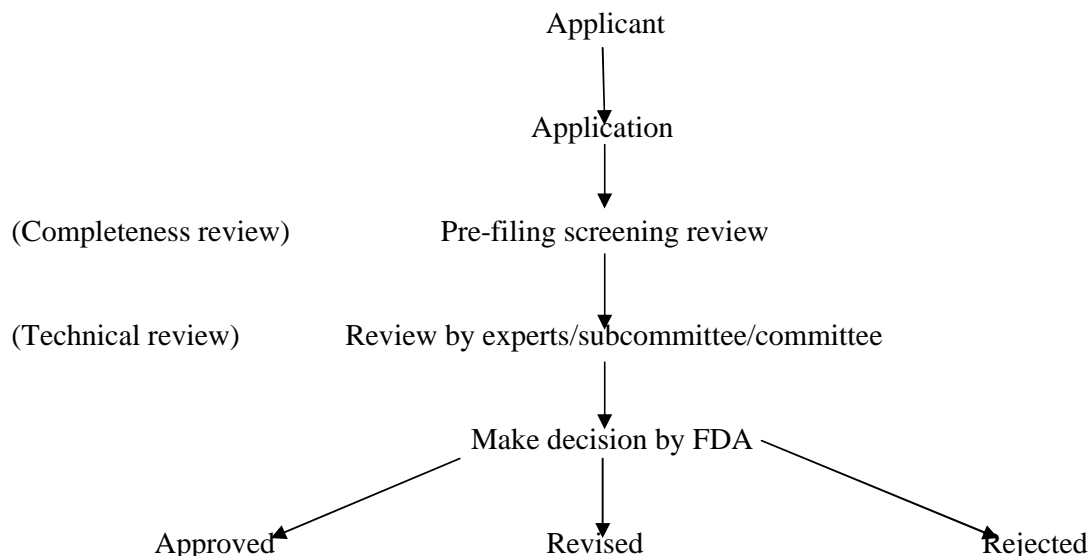 Applicant
Application
(Completeness review) Pre-filing screening review
(Technical review) Review by experts/subcommittee/committee
Make decision by FDA
Approved Revised Rejected